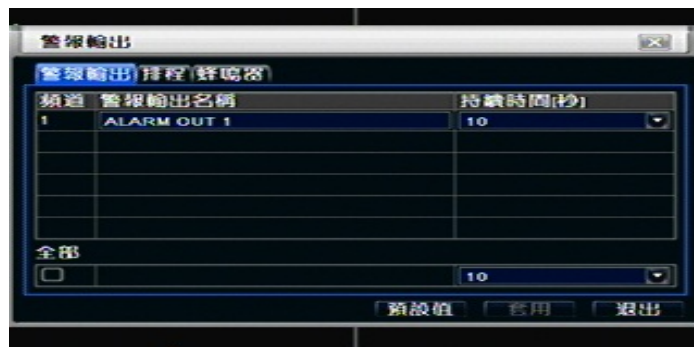 警報輸出
警報輸出 排程 蜂鳴器
頻道 警報輸出名稱 持續時間[秒]
1 ALARM OUT 1 10
全部
10
預設值 套用 退出